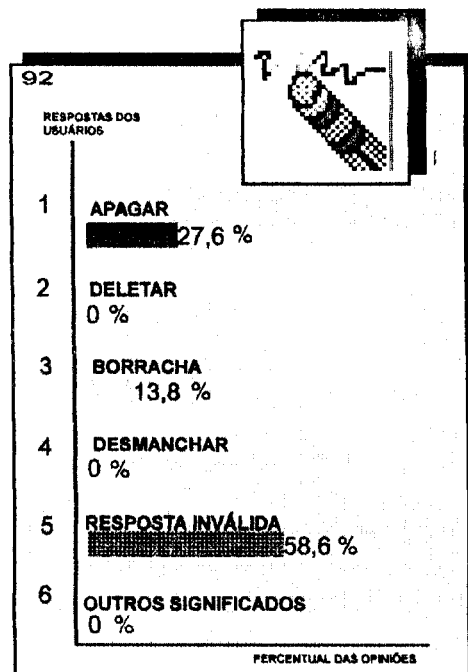 92
RESPOSTAS DOS
USUÁRIOS
1
APAGAR
27,6 %
2
DELETAR
0 %
3
BORRACHA
13,8 %
4
DESMANCHAR
0 %
5
RESPOSTA INVÁLIDA
58,6 %
6
OUTROS SIGNIFICADOS
0 %
PERCENTUAL DAS OPINIÕES